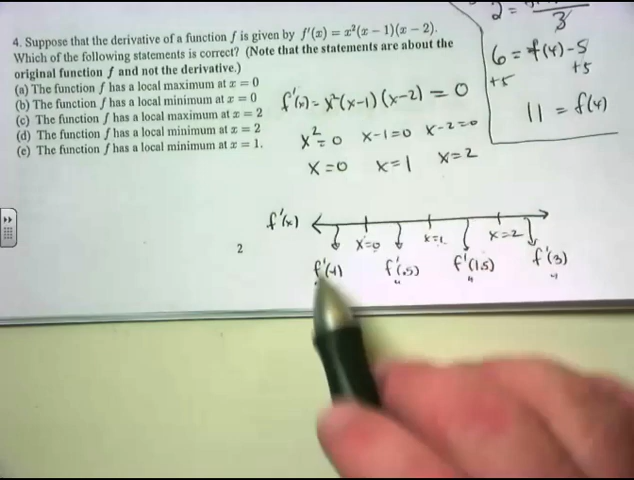 4. Suppose that the derivative of a function f is given by f'(x) = x²(x − 1)(x − 2).
Which of the following statements is correct? (Note that the statements are about the
original function f and not the derivative.)
(a) The function f has a local maximum at x = 0
(b) The function f has a local minimum at x = 0
(c) The function f has a local maximum at x = 2
(d) The function f has a local minimum at x = 2
(e) The function f has a local minimum at x = 1.
2 =
3
6 = f(4)-5
+5 +5
11 = f(4)
f'(x) = x²(x-1)(x-2) = 0
x² = 0 x-1=0 x-2=0
x=0 x=1 x=2
f'(x)
x=0 x=1 x=2
f'(-1) f'(.5) f'(1.5) f'(3)
2